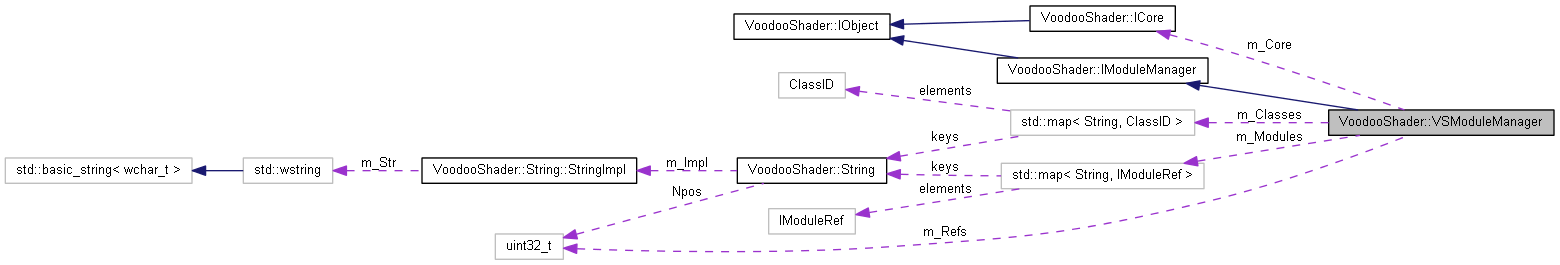 VoodooShader::ICore
VoodooShader::IObject
m_Core
VoodooShader::IModuleManager
ClassID
elements
m_Classes
std::map< String, ClassID >
VoodooShader::VSModuleManager
keys
m_Modules
m_Str
m_Impl
keys
std::basic_string< wchar_t >
std::wstring
VoodooShader::String::StringImpl
VoodooShader::String
std::map< String, IModuleRef >
elements
Npos
IModuleRef
m_Refs
uint32_t